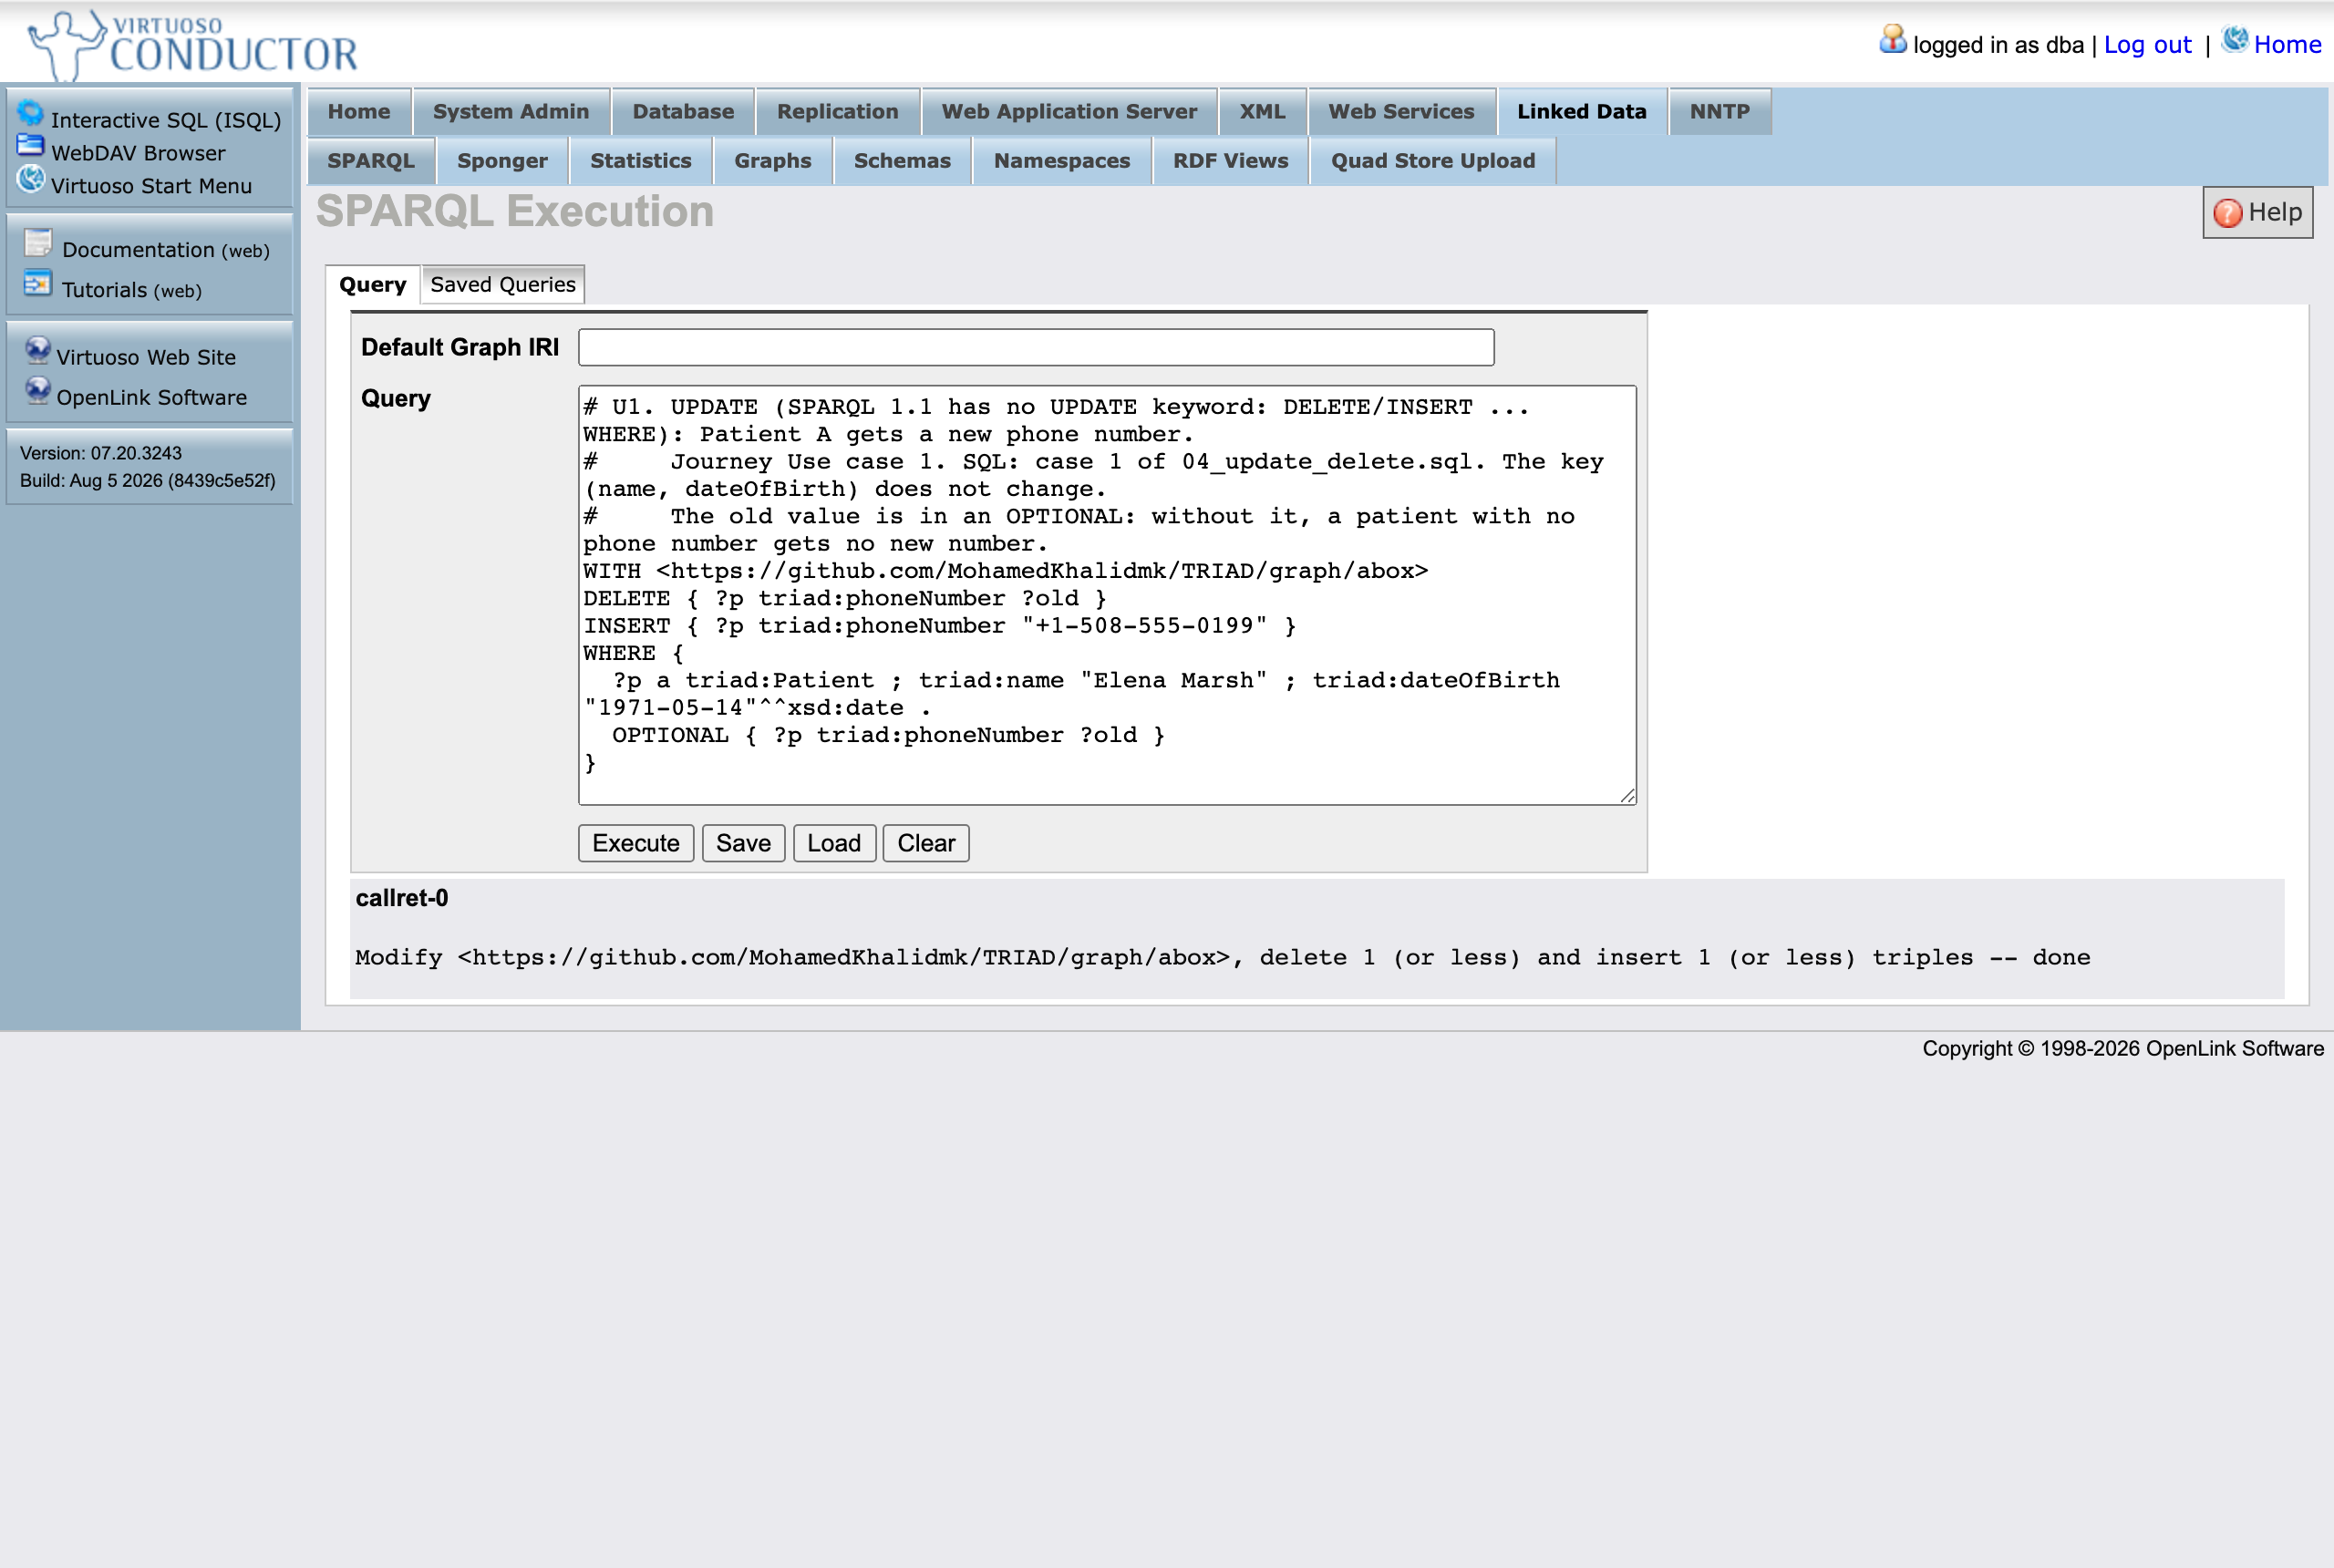 VIRTUOSO
CONDUCTOR
logged in as dba | Log out | Home
Interactive SQL (ISQL)
WebDAV Browser
Virtuoso Start Menu
Documentation (web)
Tutorials (web)
Virtuoso Web Site
OpenLink Software
Version: 07.20.3243
Build: Aug 5 2026 (8439c5e52f)
Home System Admin Database Replication Web Application Server XML Web Services Linked Data NNTP
SPARQL Sponger Statistics Graphs Schemas Namespaces RDF Views Quad Store Upload
SPARQL Execution
Help
Query Saved Queries
Default Graph IRI
Query
# U1. UPDATE (SPARQL 1.1 has no UPDATE keyword: DELETE/INSERT ...
WHERE): Patient A gets a new phone number.
#     Journey Use case 1. SQL: case 1 of 04_update_delete.sql. The key
(name, dateOfBirth) does not change.
#     The old value is in an OPTIONAL: without it, a patient with no
phone number gets no new number.
WITH <https://github.com/MohamedKhalidmk/TRIAD/graph/abox>
DELETE { ?p triad:phoneNumber ?old }
INSERT { ?p triad:phoneNumber "+1-508-555-0199" }
WHERE {
  ?p a triad:Patient ; triad:name "Elena Marsh" ; triad:dateOfBirth
"1971-05-14"^^xsd:date .
  OPTIONAL { ?p triad:phoneNumber ?old }
}
Execute Save Load Clear
callret-0
Modify <https://github.com/MohamedKhalidmk/TRIAD/graph/abox>, delete 1 (or less) and insert 1 (or less) triples -- done
Copyright © 1998-2026 OpenLink Software